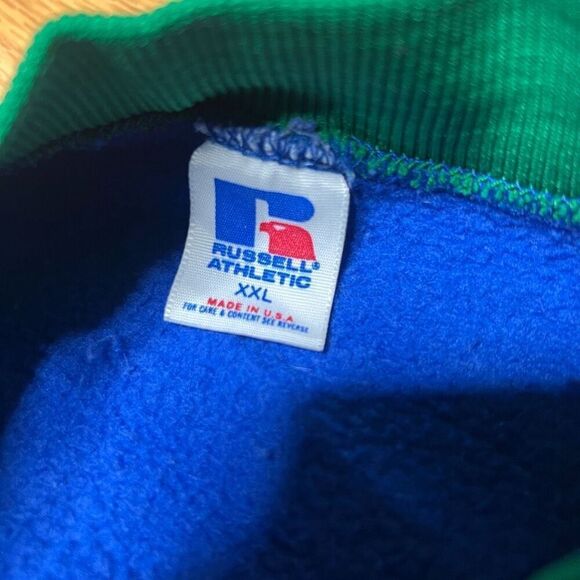 RUSSELL®
ATHLETIC
XXL
MADE IN U.S.A
FOR CARE & CONTENT SEE REVERSE